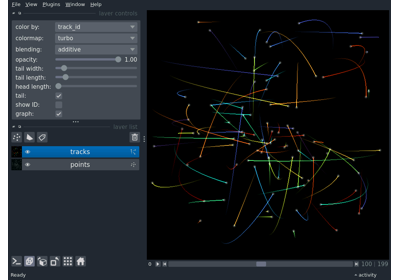 File View Plugins Window Help
layer controls
color by: track_id
colormap: turbo
blending: additive
opacity: 1.00
tail width:
tail length:
head length:
tail:
show ID:
graph:
layer list
tracks
points
100 199
Ready
activity